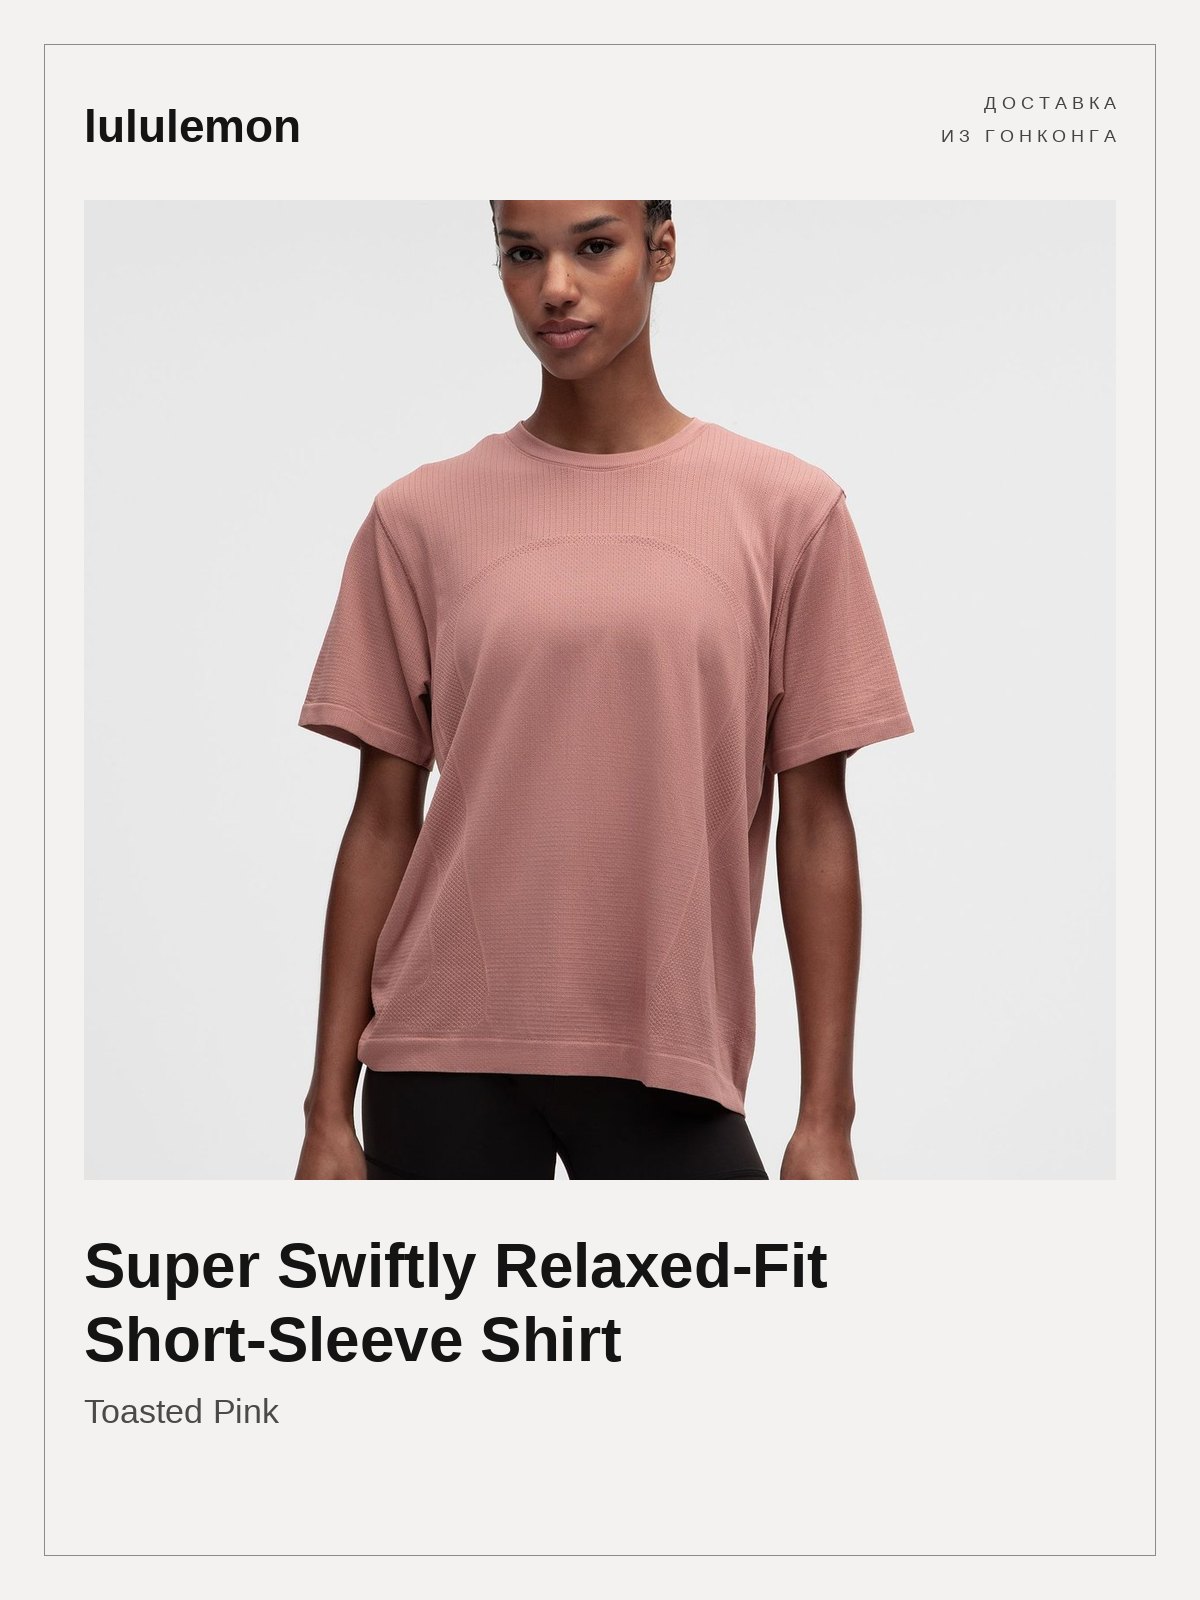 lululemon
ДОСТАВКА
ИЗ ГОНКОНГА
Super Swiftly Relaxed-Fit
Short-Sleeve Shirt
Toasted Pink